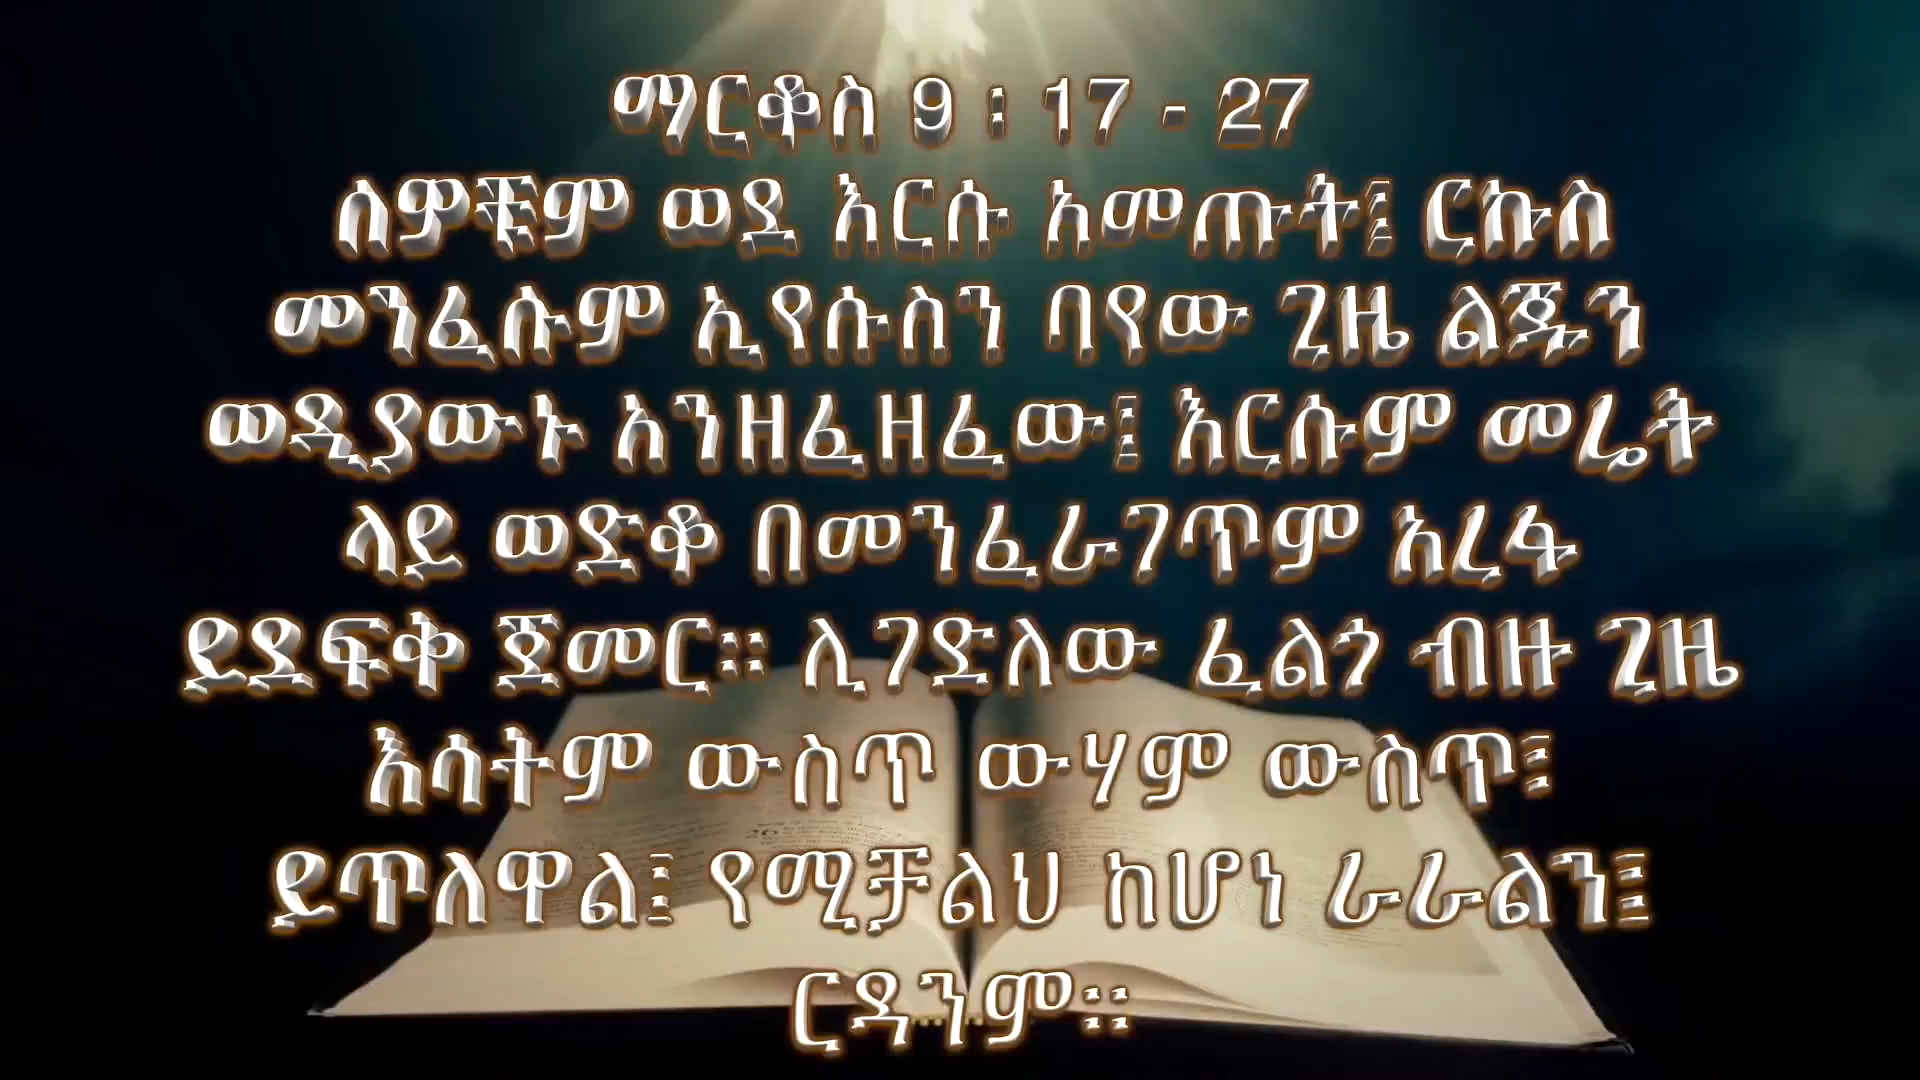 ማርቆስ 9 ፡ 17 - 27
ሰዎቹም ወደ እርሱ አመጡት፤ ርኩስ
መንፈሱም ኢየሱስን ባየው ጊዜ ልጁን
ወዲያውኑ አንዘፈዘፈው፤ እርሱም መሬት
ላይ ወድቆ በመንፈራገጥም አረፋ
ይደፍቅ ጀመር። ሊገድለው ፈልጎ ብዙ ጊዜ
እሳትም ውስጥ ውሃም ውስጥ፣
ይጥለዋል፤ የሚቻልህ ከሆነ ራራልን፤
ርዳንም።